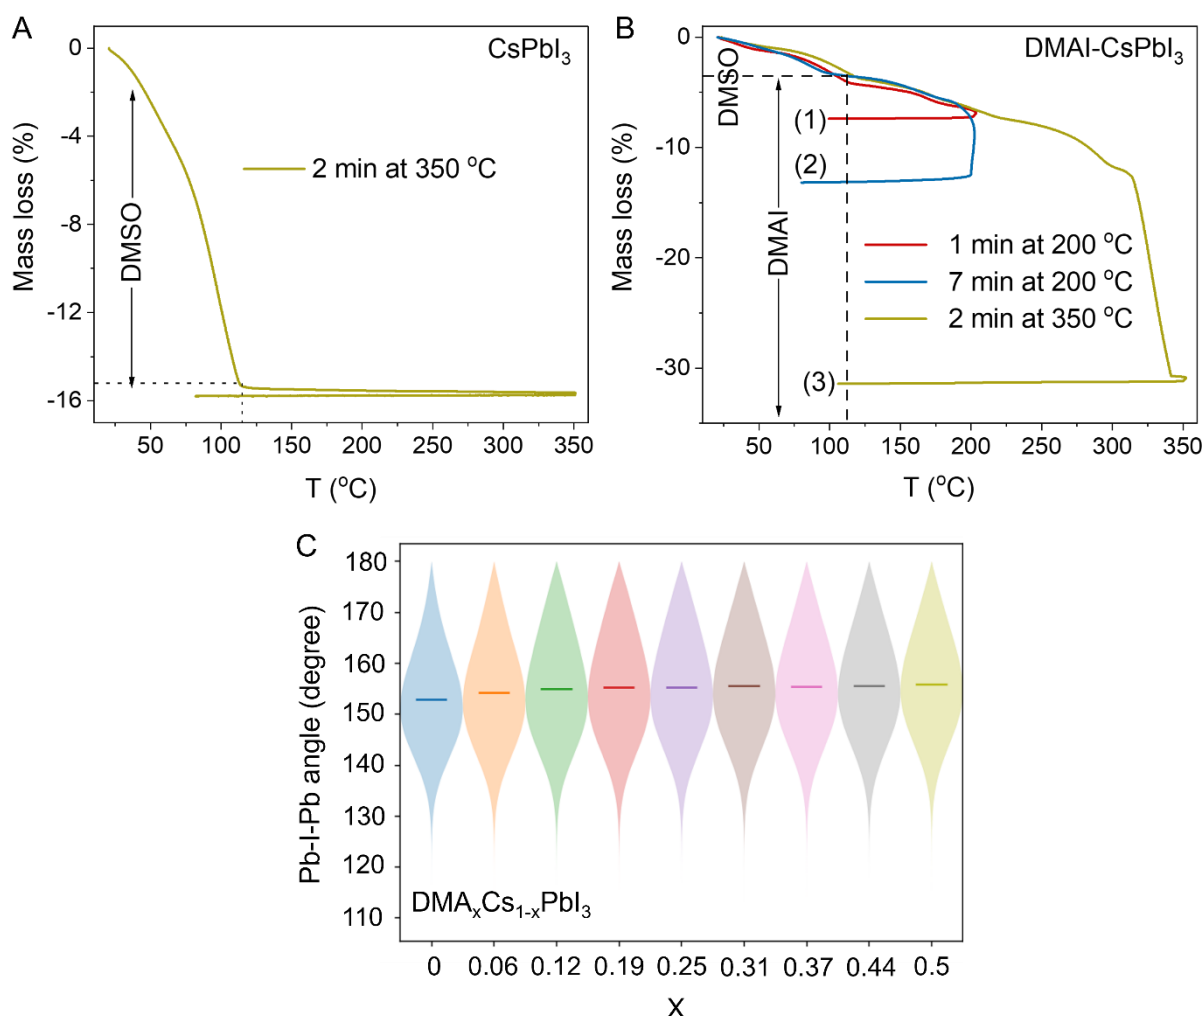 A
CsPbI₃
0
-4
-8
-12
-16
Mass loss (%)
DMSO
2 min at 350 °C
50 100 150 200 250 300 350
T (°C)
B
DMAI-CsPbI₃
0
-10
-20
-30
Mass loss (%)
DMSO
DMAI
(1)
(2)
(3)
1 min at 200 °C
7 min at 200 °C
2 min at 350 °C
50 100 150 200 250 300 350
T (°C)
C
180
170
160
150
140
130
120
110
Pb-I-Pb angle (degree)
DMAₓCs₁₋ₓPbI₃
0 0.06 0.12 0.19 0.25 0.31 0.37 0.44 0.5
X